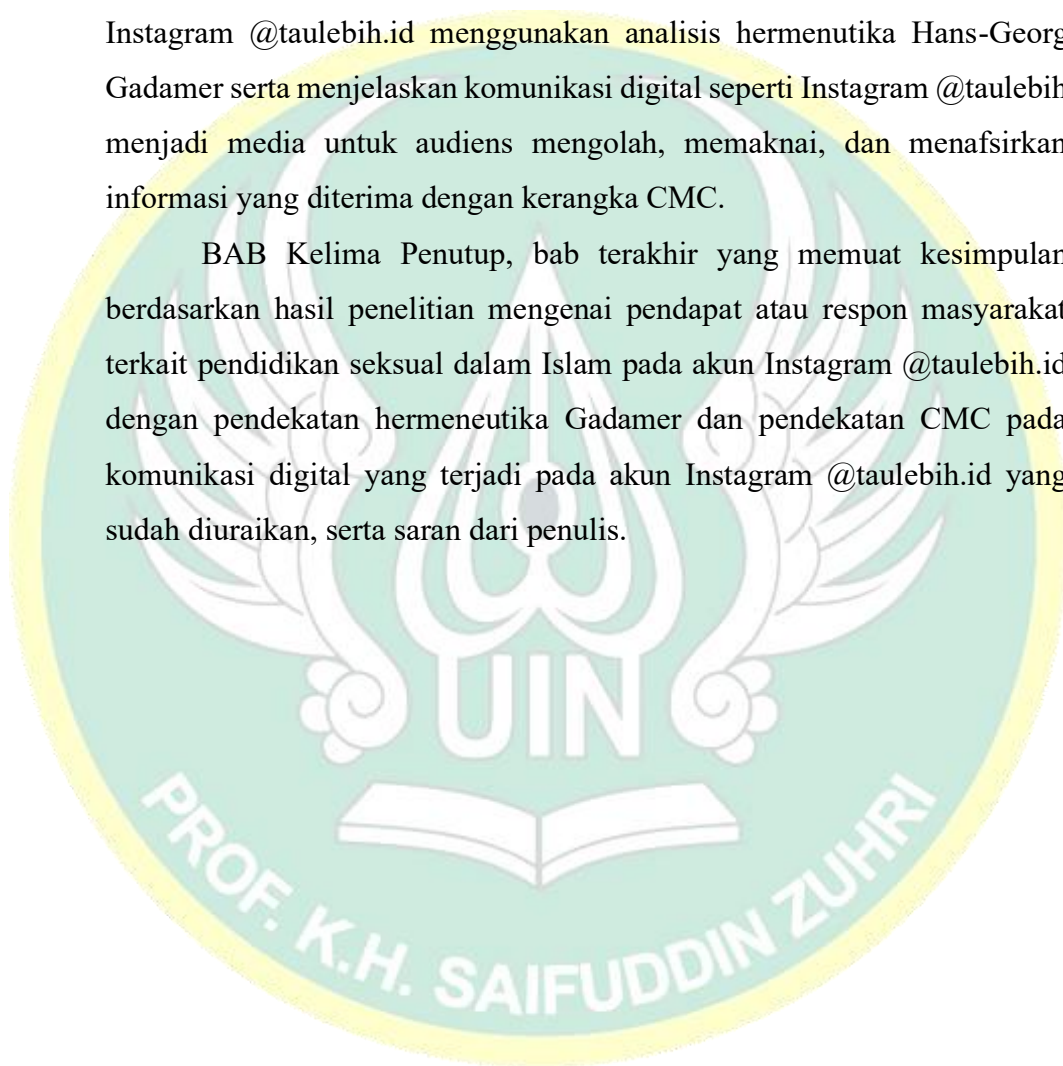 Instagram @taulebih.id menggunakan analisis hermenutika Hans-Georg
Gadamer serta menjelaskan komunikasi digital seperti Instagram @taulebih
menjadi media untuk audiens mengolah, memaknai, dan menafsirkan
informasi yang diterima dengan kerangka CMC.
BAB Kelima Penutup, bab terakhir yang memuat kesimpulan
berdasarkan hasil penelitian mengenai pendapat atau respon masyarakat
terkait pendidikan seksual dalam Islam pada akun Instagram @taulebih.id
dengan pendekatan hermeneutika Gadamer dan pendekatan CMC pada
komunikasi digital yang terjadi pada akun Instagram @taulebih.id yang
sudah diuraikan, serta saran dari penulis.
UIN
PROF. K.H. SAIFUDDIN ZUHRI